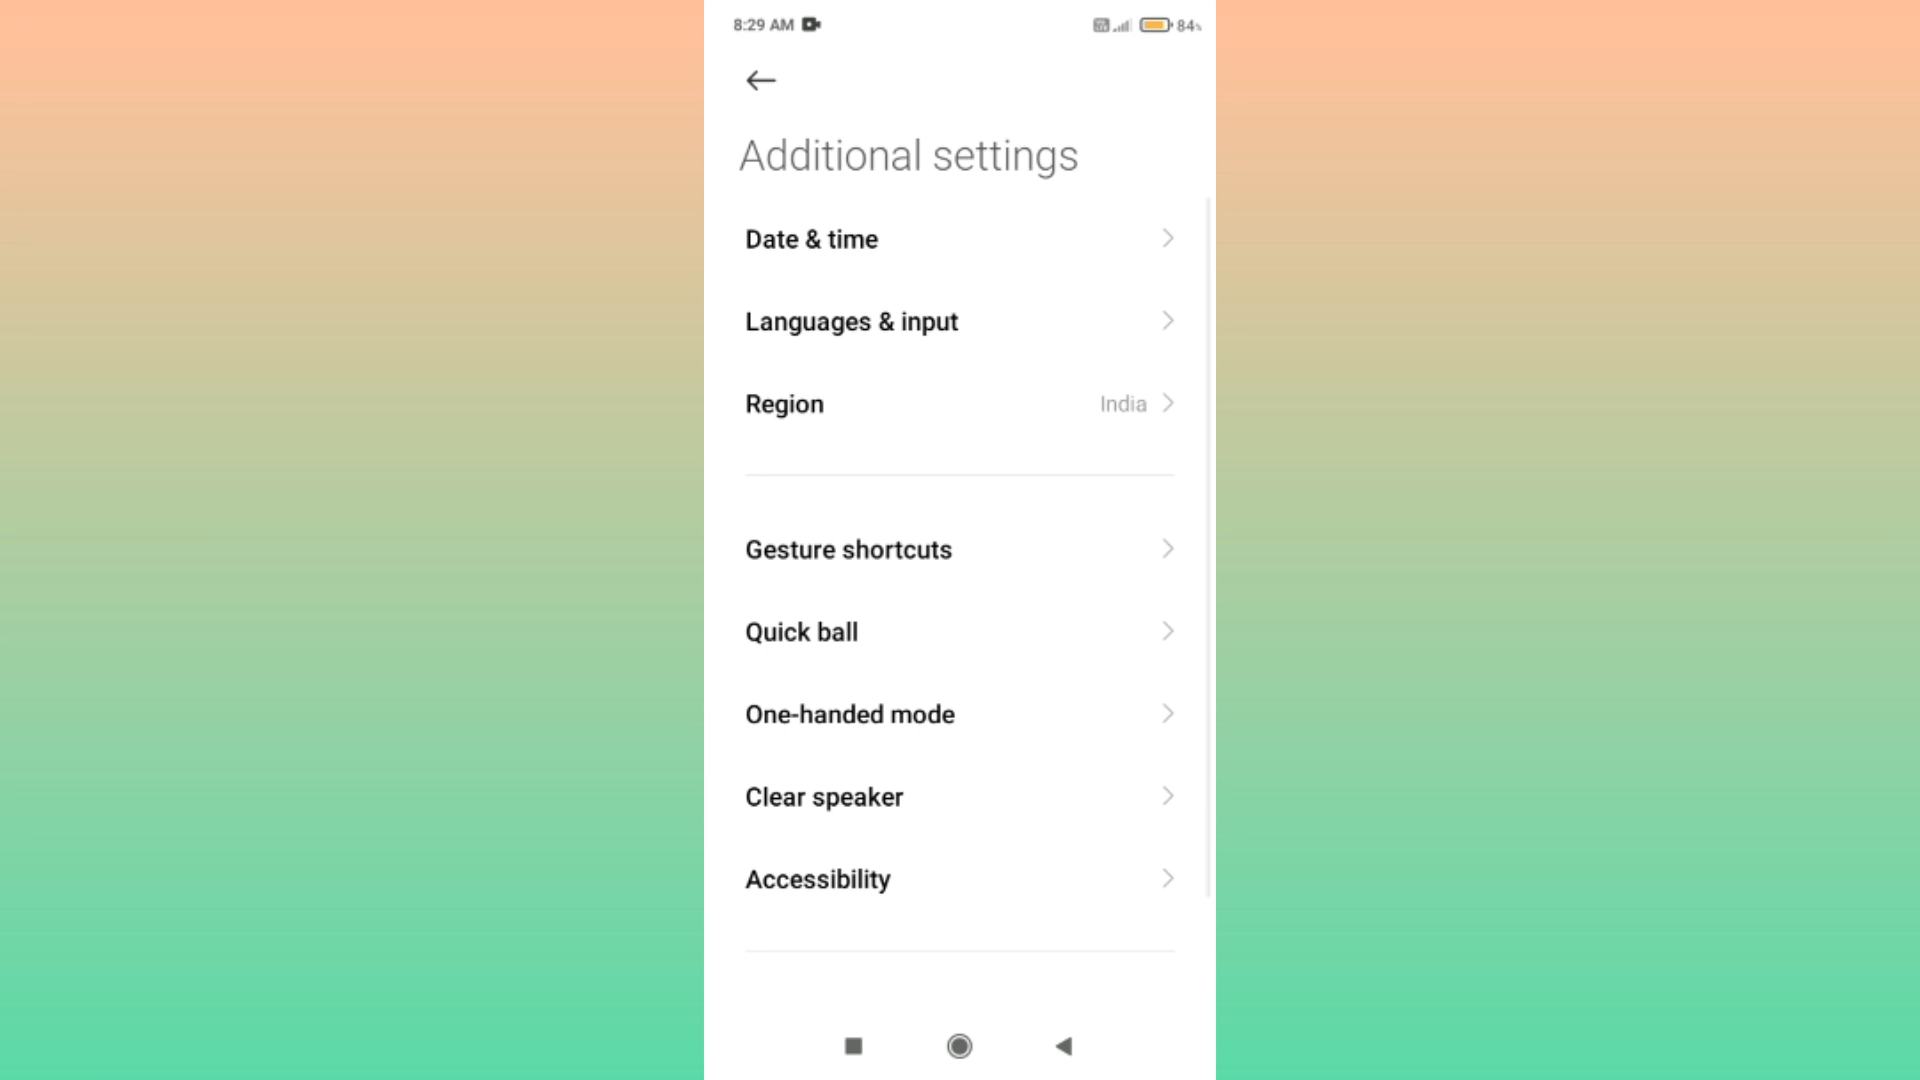 8:29 AM
84%
Additional settings
Date & time
Languages & input
Region
India
Gesture shortcuts
Quick ball
One-handed mode
Clear speaker
Accessibility